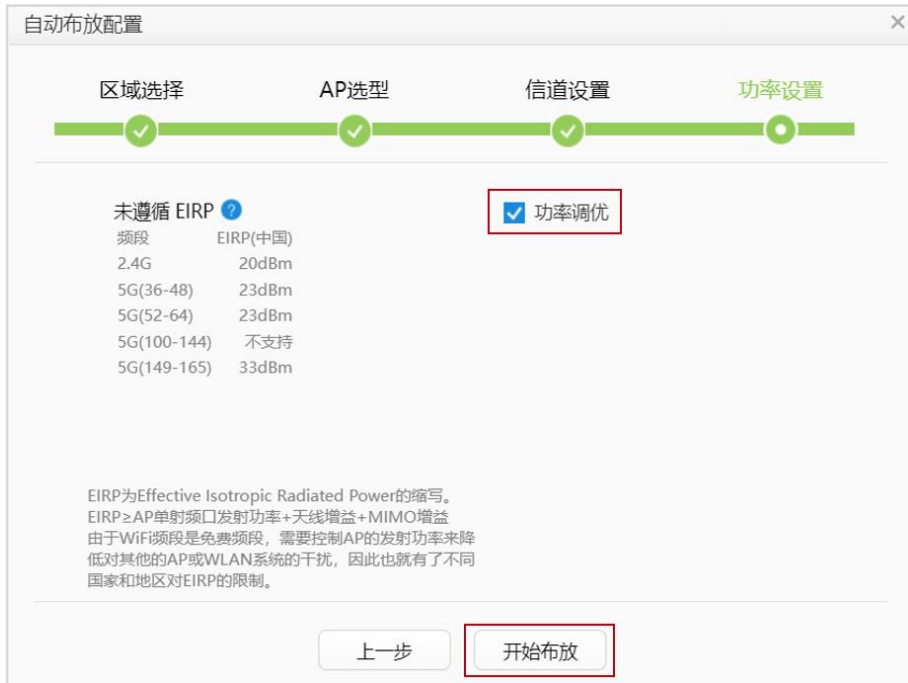 自动布放配置
区域选择 AP选型 信道设置 功率设置
未遵循 EIRP ?
功率调优
频段 EIRP(中国)
2.4G 20dBm
5G(36-48) 23dBm
5G(52-64) 23dBm
5G(100-144) 不支持
5G(149-165) 33dBm
EIRP为Effective Isotropic Radiated Power的缩写。
EIRP≥AP单射频口发射功率+天线增益+MIMO增益
由于WiFi频段是免费频段，需要控制AP的发射功率来降
低对其他的AP或WLAN系统的干扰，因此也就有了不同
国家和地区对EIRP的限制。
上一步 开始布放